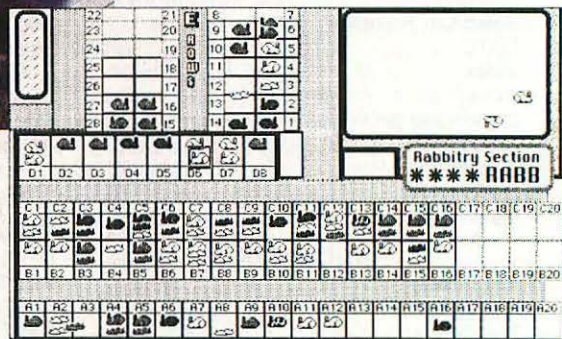 22 21 8 7
23 20 9 6
24 19 10 5
25 18 11 4
26 17 12 3
27 16 13 2
28 15 14 1
E ROWS
D1 D2 D3 D4 D5 D6 D7 D8
Rabbitry Section
**** RABB
C1 C2 C3 C4 C5 C6 C7 C8 C9 C10 C11 C12 C13 C14 C15 C16 C17 C18 C19 C20
B1 B2 B3 B4 B5 B6 B7 B8 B9 B10 B11 B12 B13 B14 B15 B16 B17 B18 B19 B20
A1 A2 A3 A4 A5 A6 A7 A8 A9 A10 A11 A12 A13 A14 A15 A16 A17 A18 A19 A20